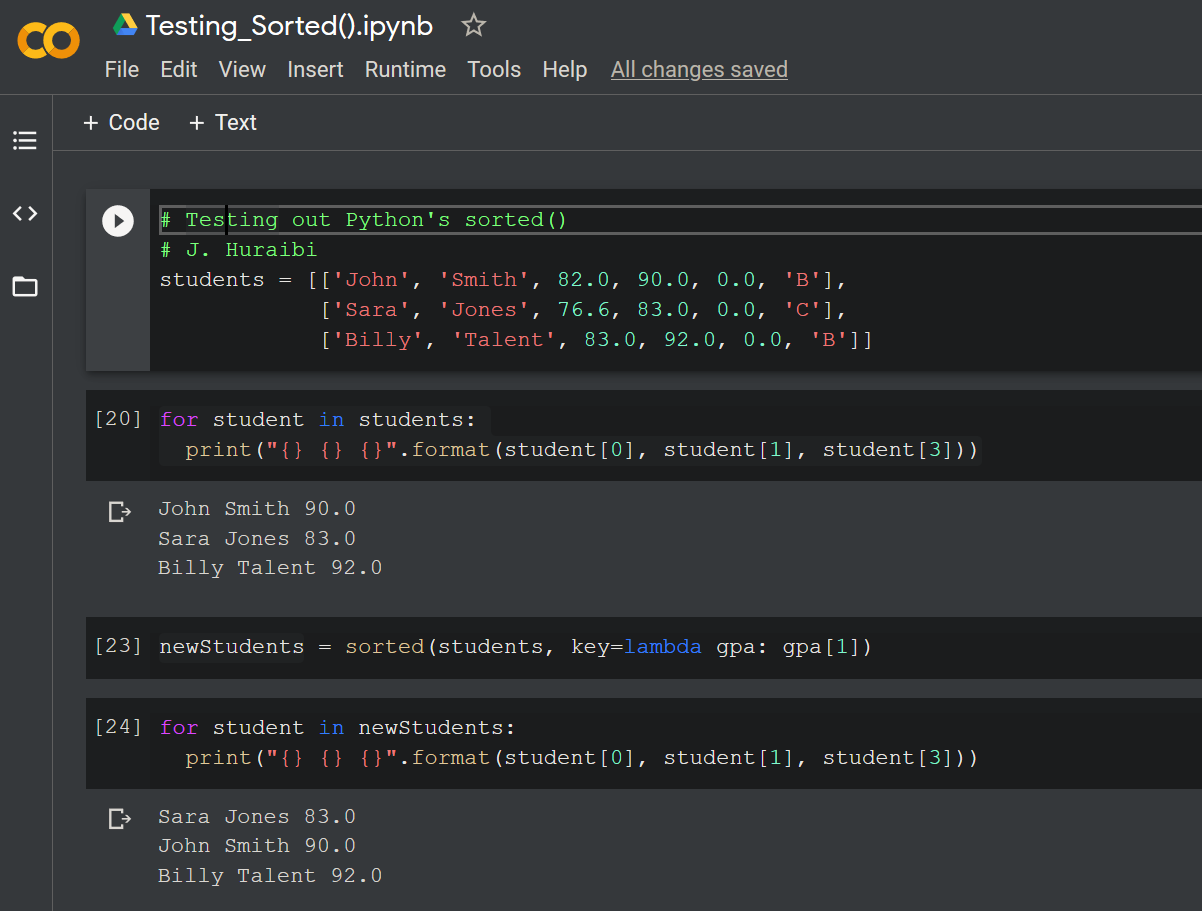 Testing_Sorted().ipynb
File Edit View Insert Runtime Tools Help All changes saved
+ Code + Text
# Testing out Python's sorted()
# J. Huraibi
students = [['John', 'Smith', 82.0, 90.0, 0.0, 'B'],
            ['Sara', 'Jones', 76.6, 83.0, 0.0, 'C'],
            ['Billy', 'Talent', 83.0, 92.0, 0.0, 'B']]
[20] for student in students:
  print("{} {} {}".format(student[0], student[1], student[3]))
John Smith 90.0
Sara Jones 83.0
Billy Talent 92.0
[23] newStudents = sorted(students, key=lambda gpa: gpa[1])
[24] for student in newStudents:
  print("{} {} {}".format(student[0], student[1], student[3]))
Sara Jones 83.0
John Smith 90.0
Billy Talent 92.0